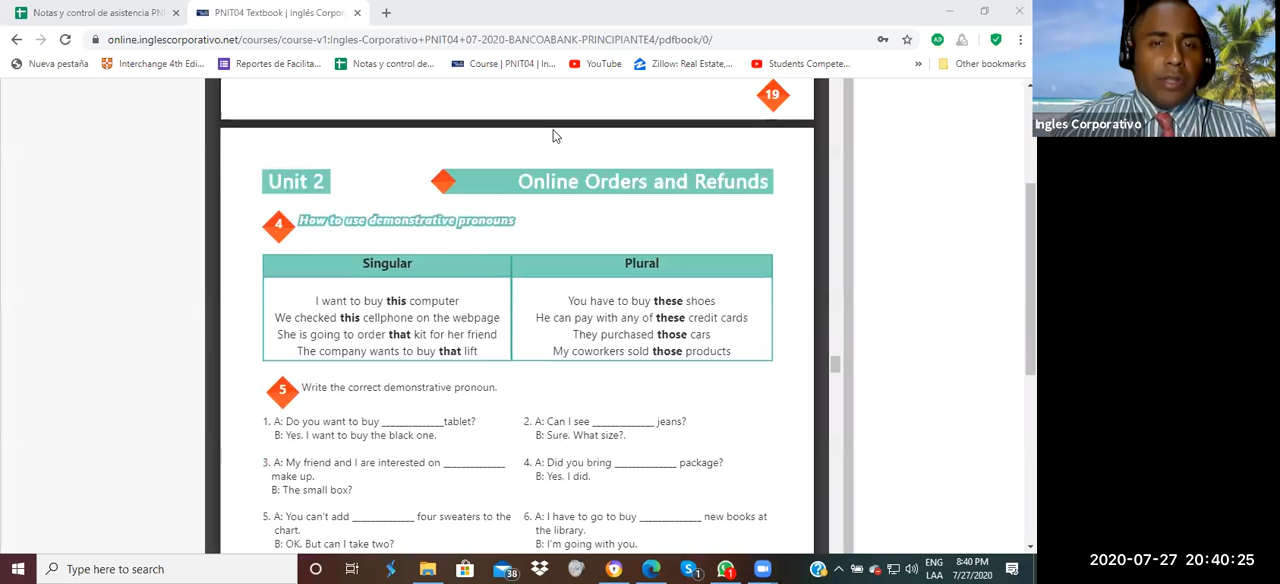 Notas y control de asistencia PNI
PNIT04 Textbook | Inglés Corpor
online.inglescorporativo.net/courses/course-v1:Ingles-Corporativo+PNIT04+07-2020-BANCOABANK-PRINCIPIANTE4/pdfbook/0/
Nueva pestaña
Interchange 4th Edi...
Reportes de Facilita...
Notas y control de...
Course | PNIT04 | In...
YouTube
Zillow: Real Estate,...
Students Compete...
»
Other bookmarks
Ingles Corporativo
19
Unit 2
Online Orders and Refunds
4 How to use demonstrative pronouns
Singular
Plural
I want to buy this computer
We checked this cellphone on the webpage
She is going to order that kit for her friend
The company wants to buy that lift
You have to buy these shoes
He can pay with any of these credit cards
They purchased those cars
My coworkers sold those products
5 Write the correct demonstrative pronoun.
1. A: Do you want to buy ______________tablet?
B: Yes. I want to buy the black one.
2. A: Can I see ______________ jeans?
B: Sure. What size?.
3. A: My friend and I are interested on ______________
make up.
B: The small box?
4. A: Did you bring ______________ package?
B: Yes, I did.
5. A: You can't add ______________ four sweaters to the
chart.
B: OK. But can I take two?
6. A: I have to go to buy ______________ new books at
the library.
B: I'm going with you.
Type here to search
38
1
1
ENG
LAA
8:40 PM
7/27/2020
2020-07-27 20:40:25